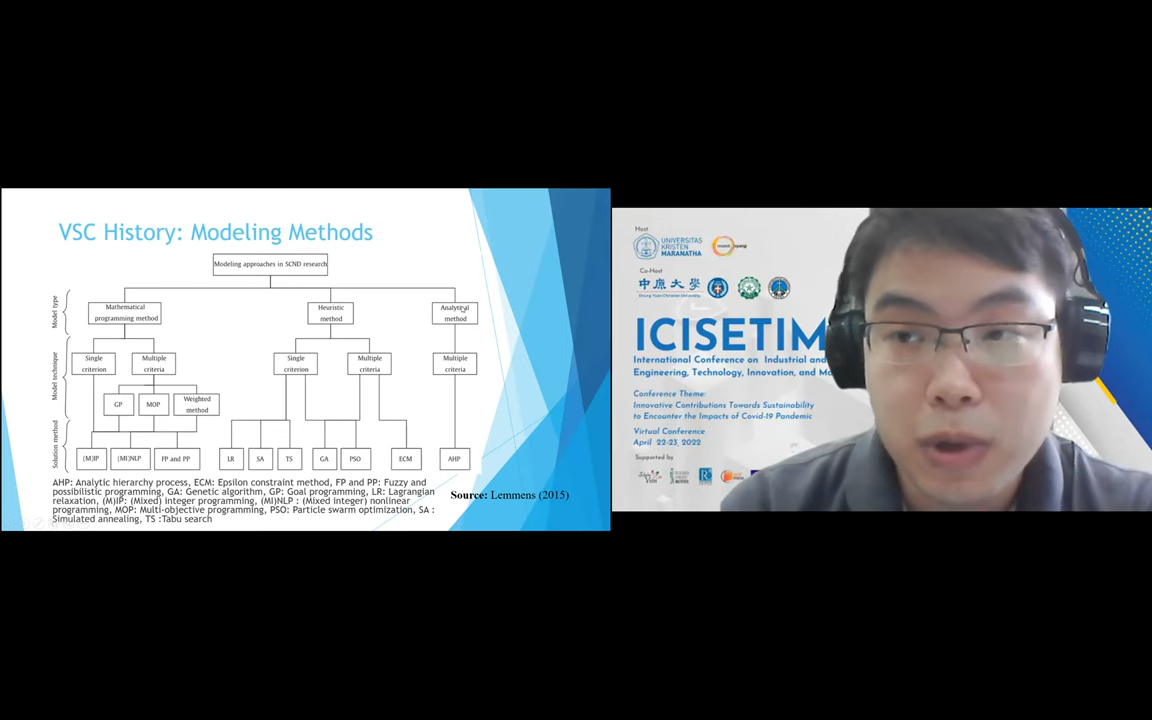 VSC History: Modeling Methods
Modeling approaches in SCND research
Model type
Mathematical
programming method
Heuristic
method
Analytical
method
Model technique
Single
criterion
Multiple
criteria
Single
criterion
Multiple
criteria
Multiple
criteria
GP
MOP
Weighted
method
Solution method
(M)IP
(MI)NLP
FP and PP
LR
SA
TS
GA
PSO
ECM
AHP
AHP: Analytic hierarchy process, ECM: Epsilon constraint method, FP and PP: Fuzzy and
possibilistic programming, GA: Genetic algorithm, GP: Goal programming, LR: Lagrangian
relaxation, (M)IP: (Mixed) integer programming, (MI)NLP : (Mixed integer) nonlinear
programming, MOP: Multi-objective programming, PSO: Particle swarm optimization, SA :
Simulated annealing, TS :Tabu search
Source: Lemmens (2015)
Host
UNIVERSITAS
KRISTEN
MARANATHA
Co-Host
中原大學
Chung Yuan Christian University
ICISETIM
International Conference on Industrial and
Engineering, Technology, Innovation, and Ma
Conference Theme:
Innovative Contributions Towards Sustainability
to Encounter the Impacts of Covid-19 Pandemic
Virtual Conference
April 22-23, 2022
Supported by